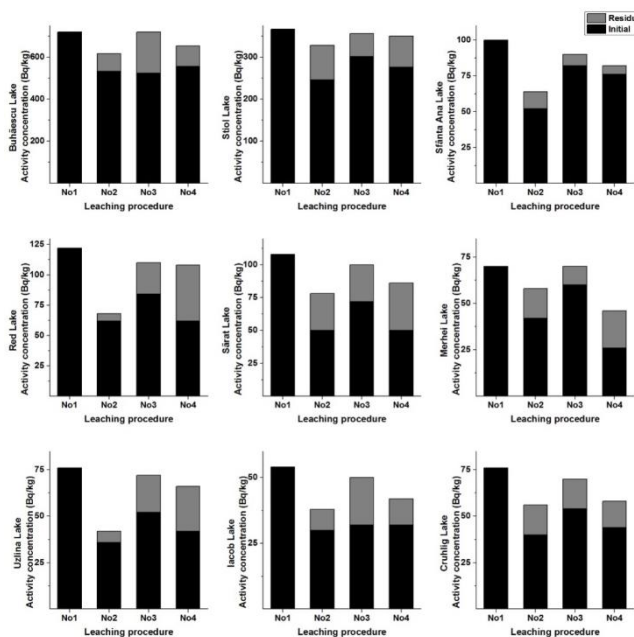 Residue
Initial
Buhăescu Lake
Activity concentration (Bq/kg)
600
400
200
No1 No2 No3 No4
Leaching procedure
Stiol Lake
Activity concentration (Bq/kg)
300
200
100
No1 No2 No3 No4
Leaching procedure
Sfânta Ana Lake
Activity concentration (Bq/kg)
100
75
50
25
No1 No2 No3 No4
Leaching procedure
Red Lake
Activity concentration (Bq/kg)
125
100
75
50
25
No1 No2 No3 No4
Leaching procedure
Sărat Lake
Activity concentration (Bq/kg)
100
75
50
25
No1 No2 No3 No4
Leaching procedure
Merhei Lake
Activity concentration (Bq/kg)
75
50
25
No1 No2 No3 No4
Leaching procedure
Uzlina Lake
Activity concentration (Bq/kg)
75
50
25
No1 No2 No3 No4
Leaching procedure
Iacob Lake
Activity concentration (Bq/kg)
50
25
No1 No2 No3 No4
Leaching procedure
Cruhlig Lake
Activity concentration (Bq/kg)
75
50
25
No1 No2 No3 No4
Leaching procedure